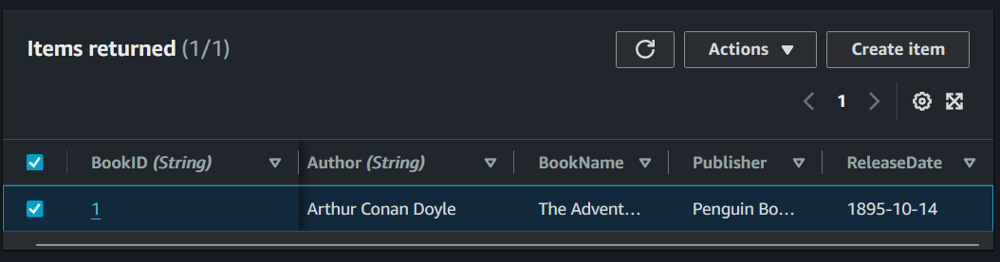 Items returned (1/1)
Actions
Create item
1
BookID (String) Author (String) BookName Publisher ReleaseDate
1 Arthur Conan Doyle The Advent... Penguin Bo... 1895-10-14